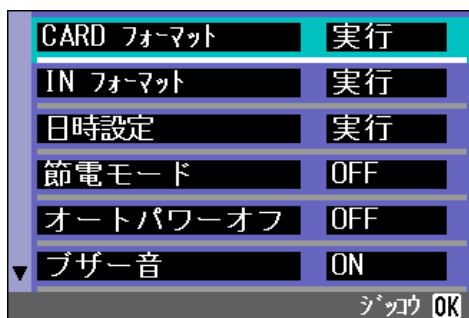 CARD フォーマット 実行
IN フォーマット 実行
日時設定 実行
節電モード OFF
オートパワーオフ OFF
ブザー音 ON
ジッコウ OK